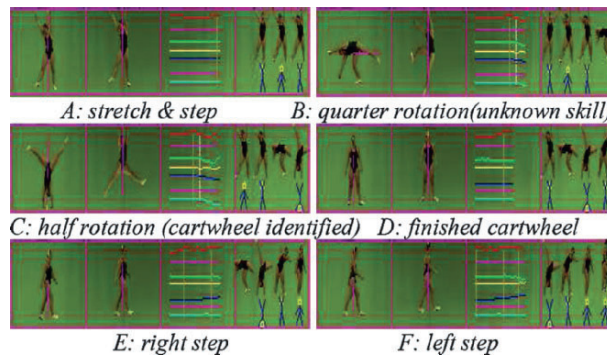 A: stretch & step
B: quarter rotation(unknown skill)
C: half rotation (cartwheel identified)
D: finished cartwheel
E: right step
F: left step